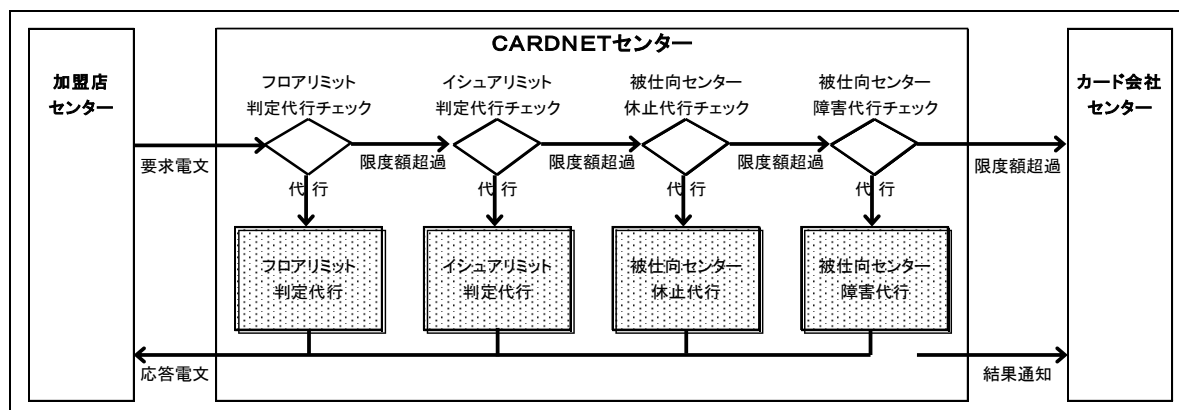 CARDNETセンター
加盟店
センター
カード会社
センター
フロアリミット
判定代行チェック
イシュアリミット
判定代行チェック
被仕向センター
休止代行チェック
被仕向センター
障害代行チェック
要求電文
限度額超過
限度額超過
限度額超過
限度額超過
代 行
代 行
代 行
代 行
フロアリミット
判定代行
イシュアリミット
判定代行
被仕向センター
休止代行
被仕向センター
障害代行
応答電文
結果通知